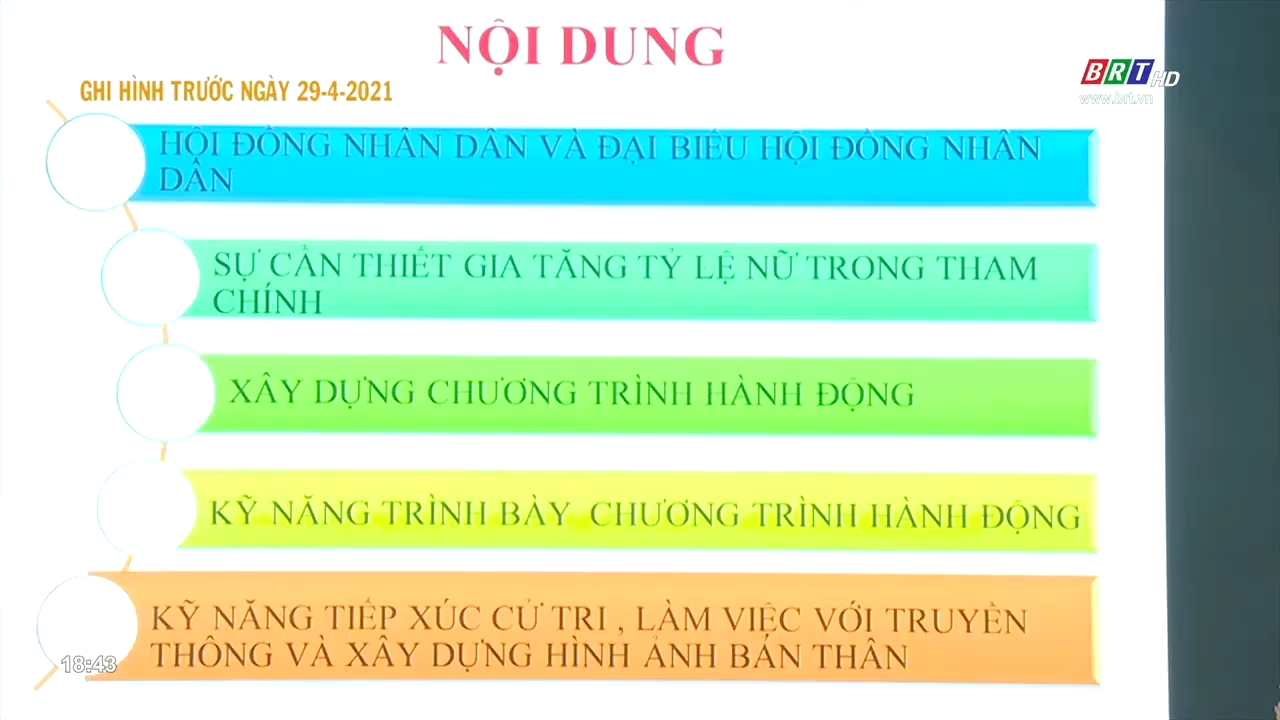 NỘI DUNG
GHI HÌNH TRƯỚC NGÀY 29-4-2021
BRT HD
www.brt.vn
HỘI ĐỒNG NHÂN DÂN VÀ ĐẠI BIỂU HỘI ĐỒNG NHÂN
DÂN
SỰ CẦN THIẾT GIA TĂNG TỶ LỆ NỮ TRONG THAM
CHÍNH
XÂY DỰNG CHƯƠNG TRÌNH HÀNH ĐỘNG
KỸ NĂNG TRÌNH BÀY CHƯƠNG TRÌNH HÀNH ĐỘNG
KỸ NĂNG TIẾP XÚC CỬ TRI , LÀM VIỆC VỚI TRUYỀN
THÔNG VÀ XÂY DỰNG HÌNH ẢNH BẢN THÂN
18:43